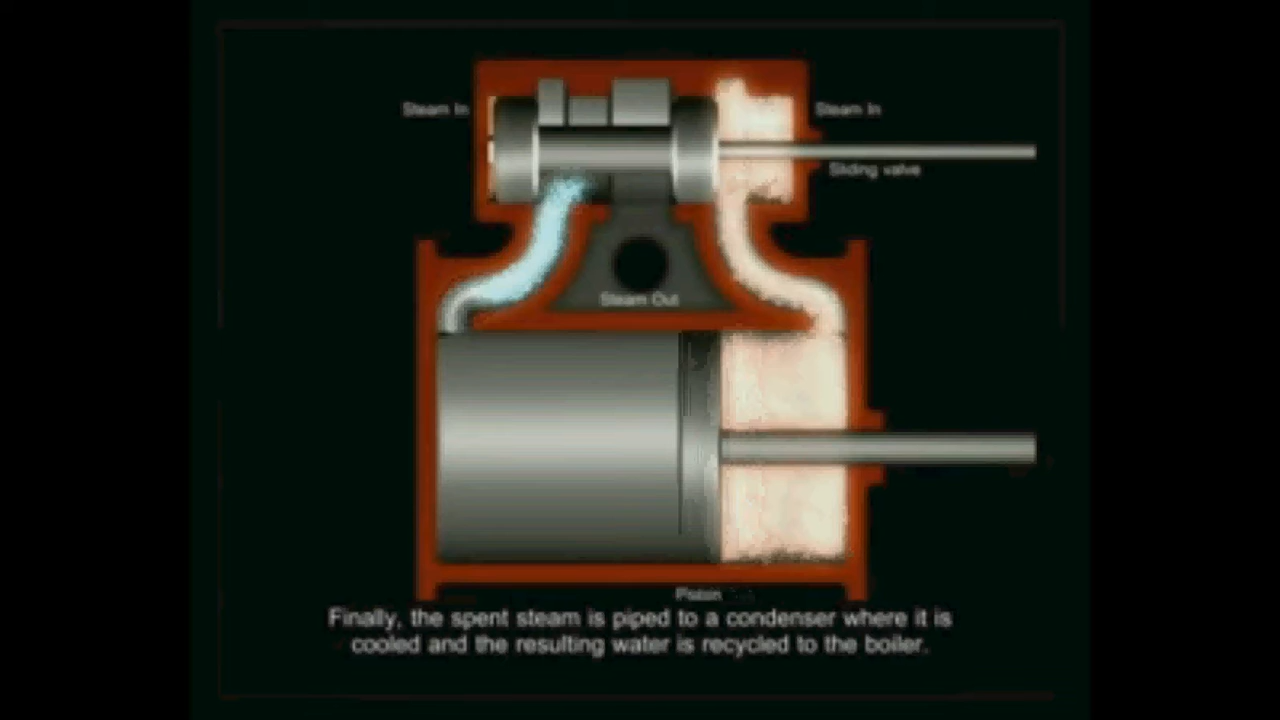 Steam In
Steam In
Sliding valve
Steam Out
Piston
Finally, the spent steam is piped to a condenser where it is
cooled and the resulting water is recycled to the boiler.